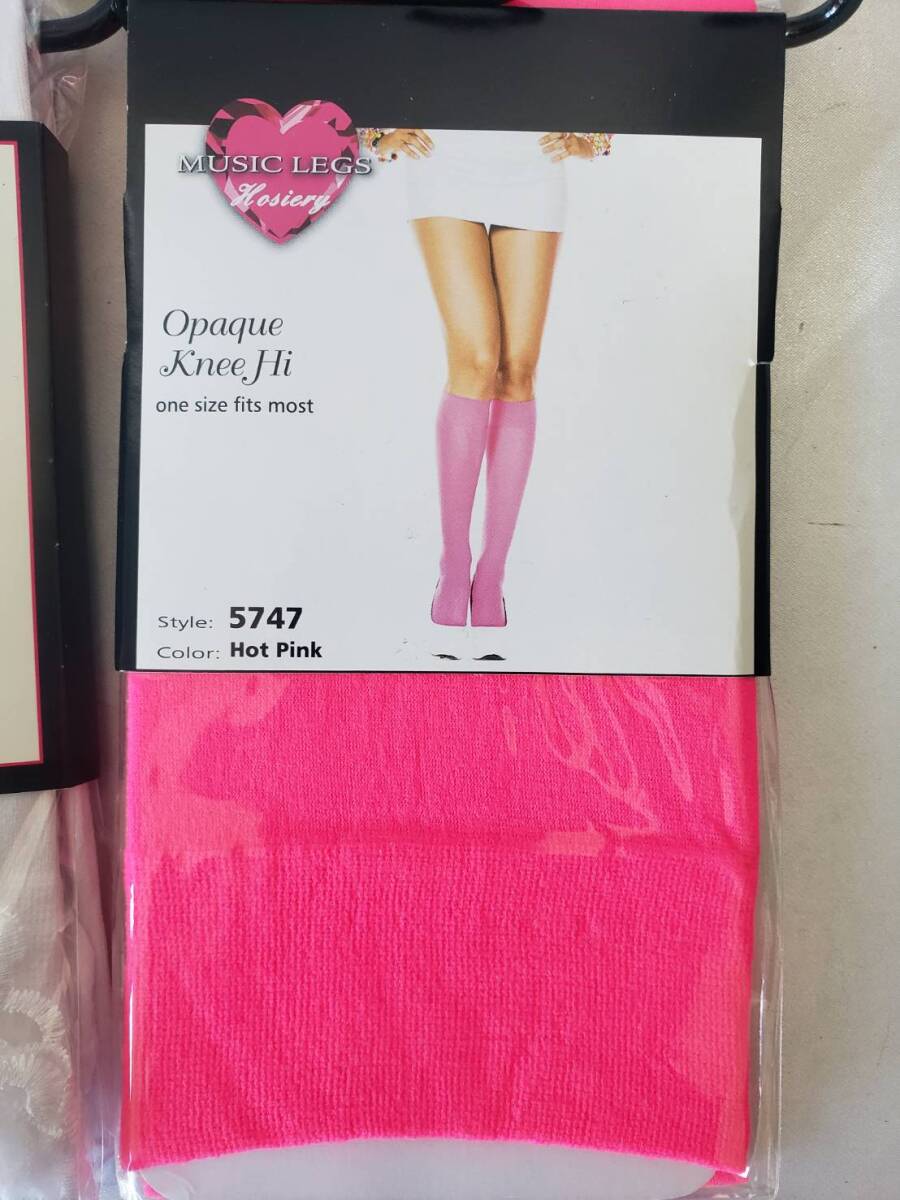 MUSIC LEGS
Hosiery
Opaque
Knee Hi
one size fits most
Style: 5747
Color: Hot Pink